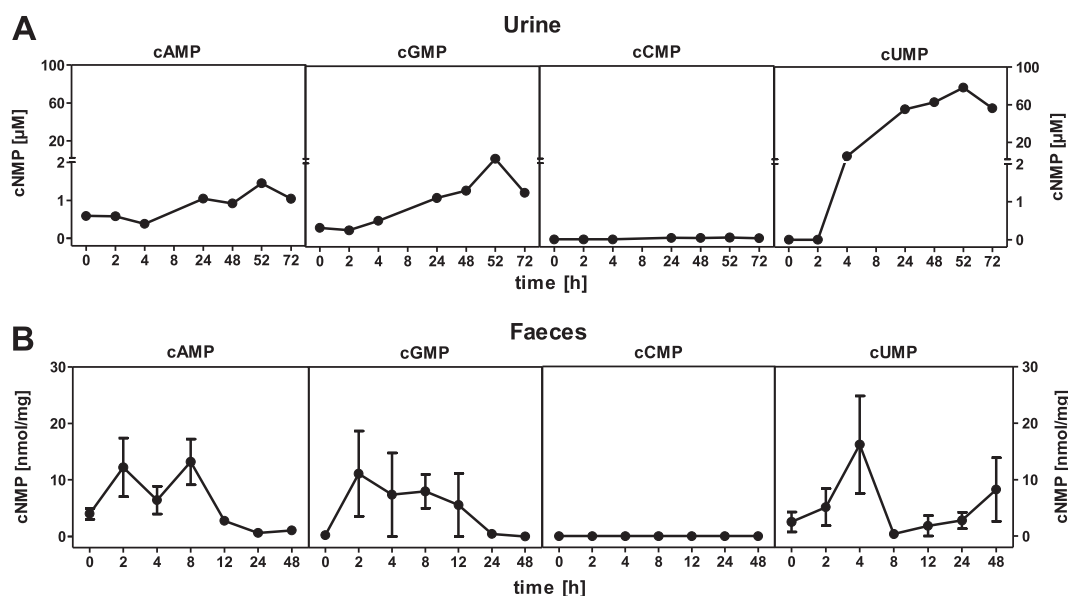 A
Urine
cAMP cGMP cCMP cUMP
100 100
60 60
20 20
2 2
1 1
0 0
cNMP [µM] cNMP [µM]
0 2 4 8 24 48 52 72 0 2 4 8 24 48 52 72 0 2 4 8 24 48 52 72 0 2 4 8 24 48 52 72
time [h]
B
Faeces
cAMP cGMP cCMP cUMP
30 30
20 20
10 10
0 0
cNMP [nmol/mg] cNMP [nmol/mg]
0 2 4 8 12 24 48 0 2 4 8 12 24 48 0 2 4 8 12 24 48 0 2 4 8 12 24 48
time [h]